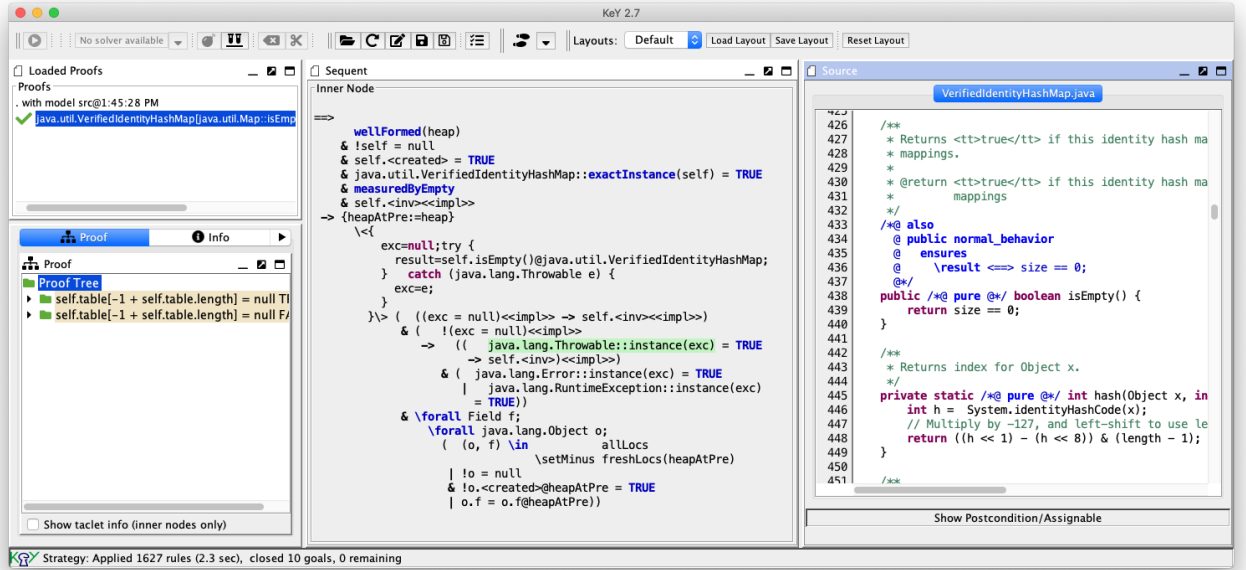 KeY 2.7
No solver available
Layouts: Default Load Layout Save Layout Reset Layout
Loaded Proofs
Proofs
. with model src@1:45:28 PM
java.util.VerifiedIdentityHashMap[java.util.Map::isEmp
Proof Info
Proof
Proof Tree
self.table[-1 + self.table.length] = null TI
self.table[-1 + self.table.length] = null FA
Show taclet info (inner nodes only)
Sequent
Inner Node
==>
wellFormed(heap)
& !self = null
& self.<created> = TRUE
& java.util.VerifiedIdentityHashMap::exactInstance(self) = TRUE
& measuredByEmpty
& self.<inv><<impl>>
-> {heapAtPre:=heap}
\<{
exc=null;try {
result=self.isEmpty()@java.util.VerifiedIdentityHashMap;
} catch (java.lang.Throwable e) {
exc=e;
}
}\> ( ((exc = null)<<impl>> -> self.<inv><<impl>>)
& ( !(exc = null)<<impl>>
-> (( java.lang.Throwable::instance(exc) = TRUE
-> self.<inv>)<<impl>>)
& ( java.lang.Error::instance(exc) = TRUE
| java.lang.RuntimeException::instance(exc)
= TRUE))
& \forall Field f;
\forall java.lang.Object o;
( (o, f) \in allLocs
\setMinus freshLocs(heapAtPre)
| !o = null
& !o.<created>@heapAtPre = TRUE
| o.f = o.f@heapAtPre))
Source
VerifiedIdentityHashMap.java
425
426 /**
427 * Returns <tt>true</tt> if this identity hash ma
428 * mappings.
429 *
430 * @return <tt>true</tt> if this identity hash ma
431 * mappings
432 */
433 /*@ also
434 @ public normal_behavior
435 @ ensures
436 @ \result <==> size == 0;
437 @*/
438 public /*@ pure @*/ boolean isEmpty() {
439 return size == 0;
440 }
441
442 /**
443 * Returns index for Object x.
444 */
445 private static /*@ pure @*/ int hash(Object x, in
446 int h = System.identityHashCode(x);
447 // Multiply by -127, and left-shift to use le
448 return ((h << 1) - (h << 8)) & (length - 1);
449 }
450
451 /**
Show Postcondition/Assignable
KeY Strategy: Applied 1627 rules (2.3 sec), closed 10 goals, 0 remaining